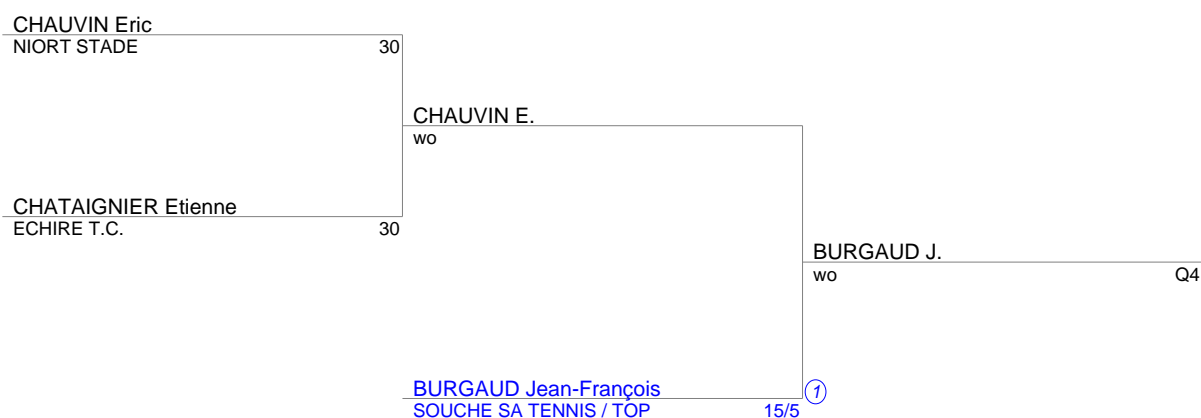 CHAUVIN Eric
NIORT STADE 30
CHAUVIN E.
wo
CHATAIGNIER Etienne
ECHIRE T.C. 30
BURGAUD J.
wo Q4
BURGAUD Jean-François 1
SOUCHE SA TENNIS / TOP 15/5